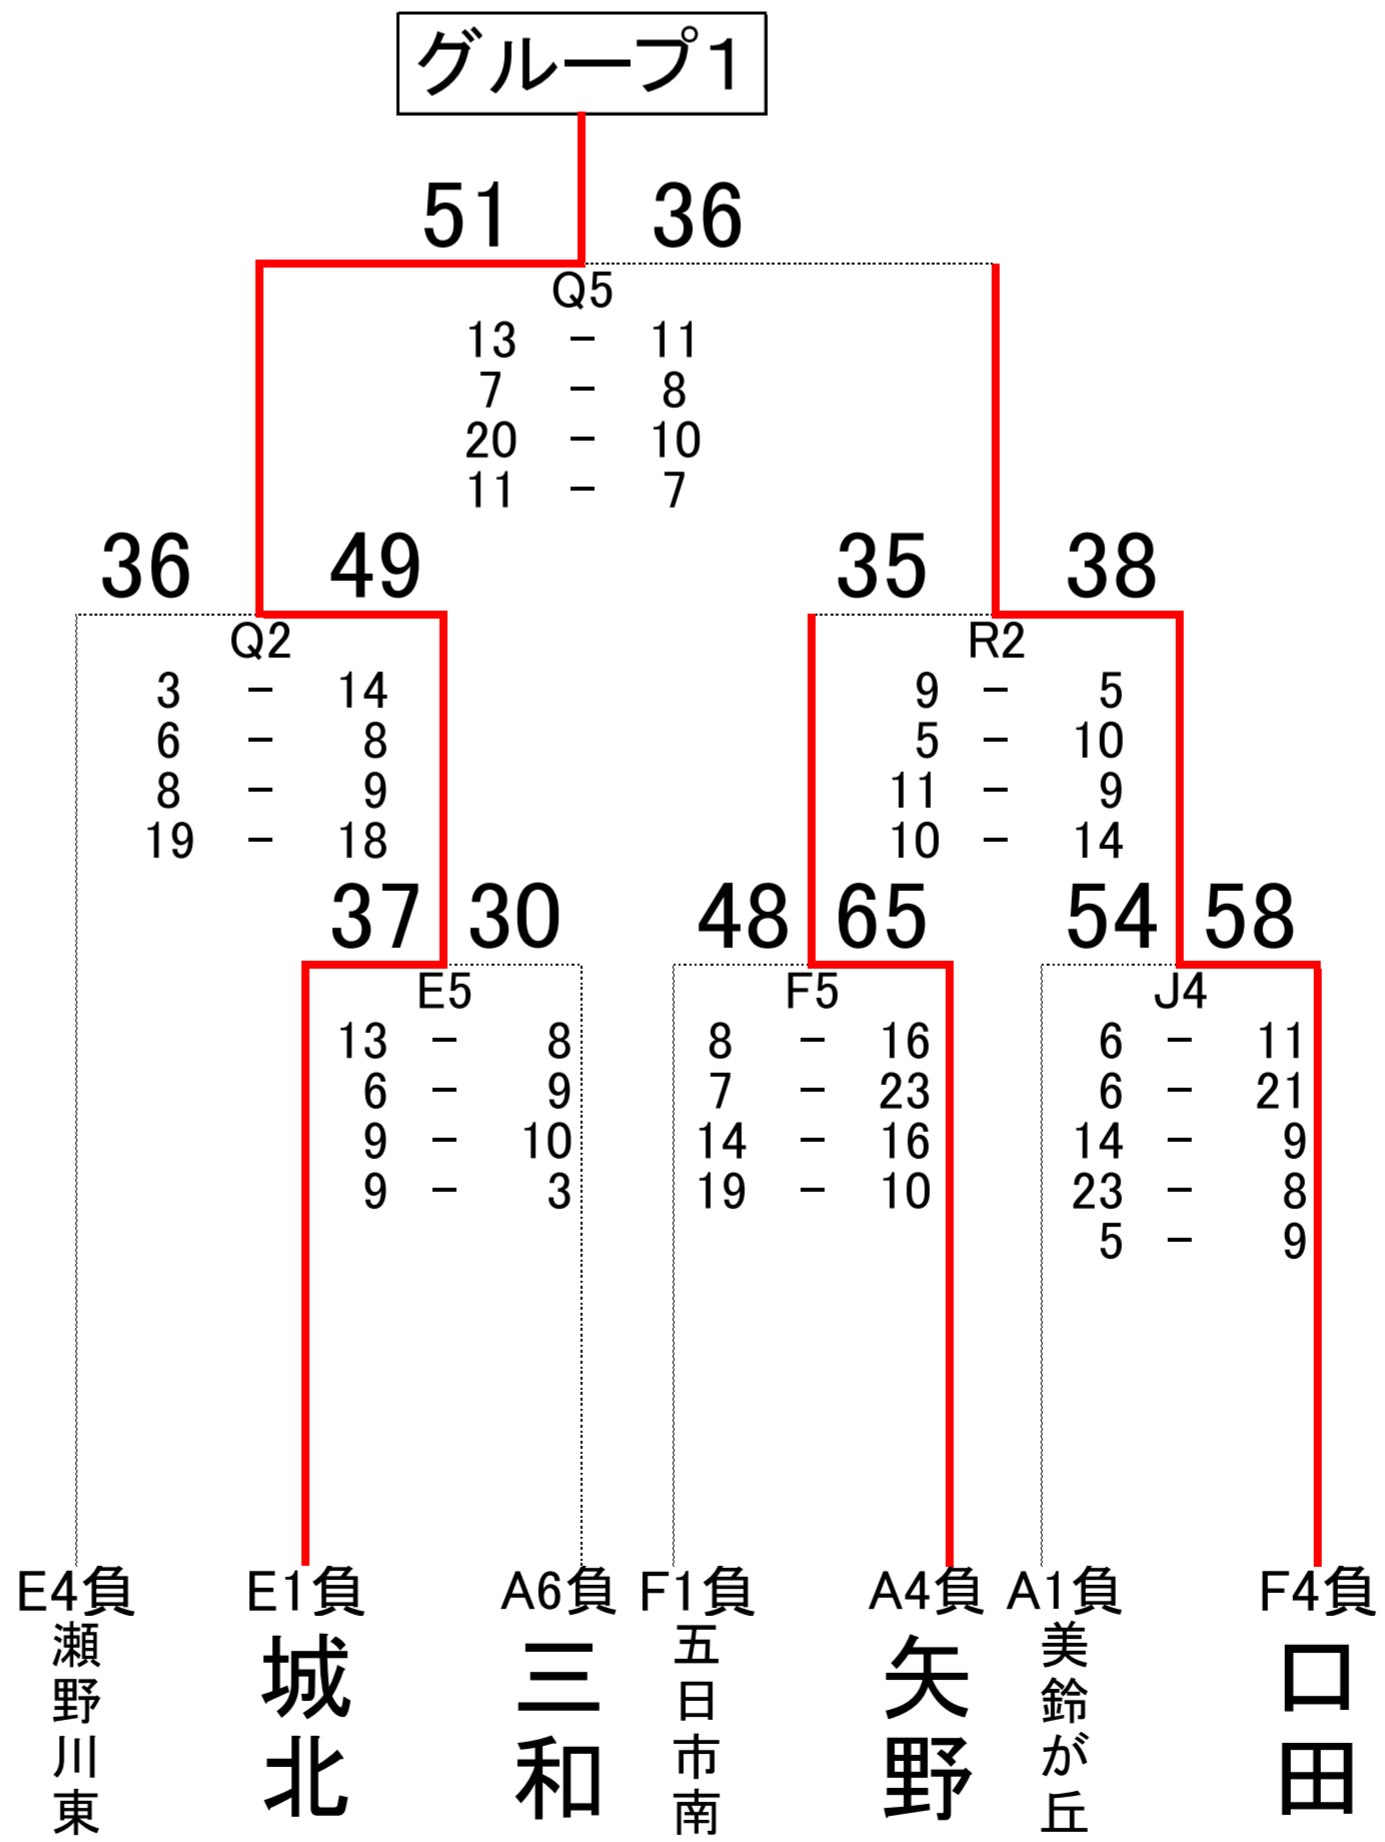 グループ1
51 36
Q5
13 － 11
7 － 8
20 － 10
11 － 7
36 49 35 38
Q2 R2
3 － 14 9 － 5
6 － 8 5 － 10
8 － 9 11 － 9
19 － 18 10 － 14
37 30 48 65 54 58
E5 F5 J4
13 － 8 8 － 16 6 － 11
6 － 9 7 － 23 6 － 21
9 － 10 14 － 16 14 － 9
9 － 3 19 － 10 23 － 8
5 － 9
E4負 E1負 A6負 F1負 A4負 A1負 F4負
瀬野川東
城北
三和
五日市南
矢野
美鈴が丘
口田